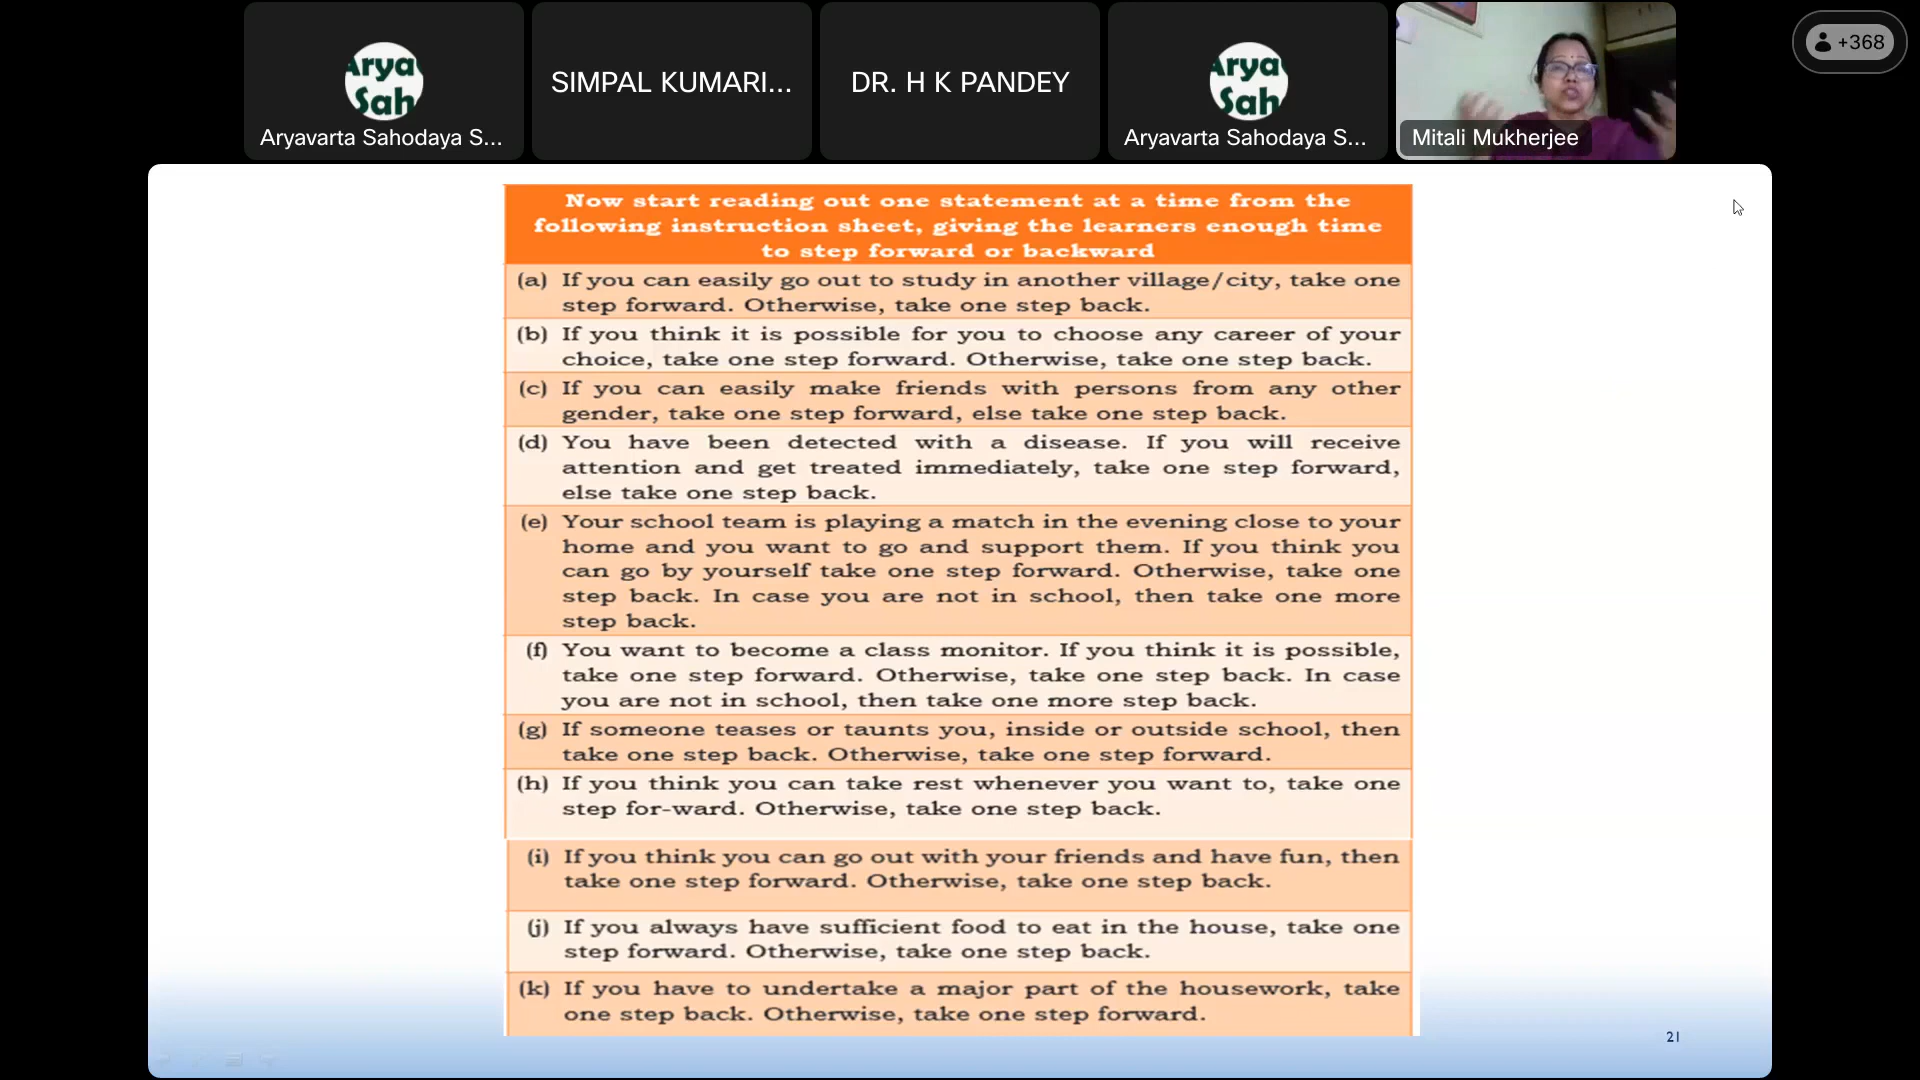 Arya
Sah
Aryavarta Sahodaya S...
SIMPAL KUMARI...
DR. H K PANDEY
Arya
Sah
Aryavarta Sahodaya S...
Mitali Mukherjee
+368
Now start reading out one statement at a time from the
following instruction sheet, giving the learners enough time
to step forward or backward
(a) If you can easily go out to study in another village/city, take one
step forward. Otherwise, take one step back.
(b) If you think it is possible for you to choose any career of your
choice, take one step forward. Otherwise, take one step back.
(c) If you can easily make friends with persons from any other
gender, take one step forward, else take one step back.
(d) You have been detected with a disease. If you will receive
attention and get treated immediately, take one step forward,
else take one step back.
(e) Your school team is playing a match in the evening close to your
home and you want to go and support them. If you think you
can go by yourself take one step forward. Otherwise, take one
step back. In case you are not in school, then take one more
step back.
(f) You want to become a class monitor. If you think it is possible,
take one step forward. Otherwise, take one step back. In case
you are not in school, then take one more step back.
(g) If someone teases or taunts you, inside or outside school, then
take one step back. Otherwise, take one step forward.
(h) If you think you can take rest whenever you want to, take one
step for-ward. Otherwise, take one step back.
(i) If you think you can go out with your friends and have fun, then
take one step forward. Otherwise, take one step back.
(j) If you always have sufficient food to eat in the house, take one
step forward. Otherwise, take one step back.
(k) If you have to undertake a major part of the housework, take
one step back. Otherwise, take one step forward.
21